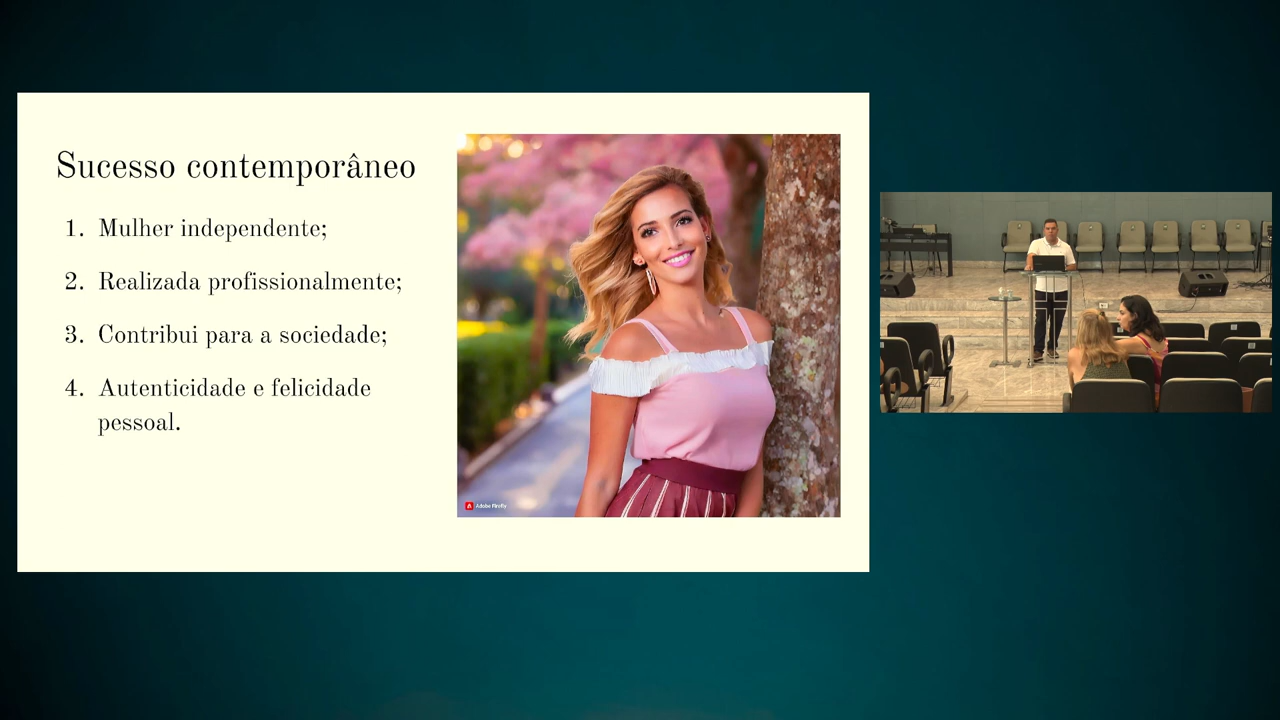 Sucesso contemporâneo
1. Mulher independente;
2. Realizada profissionalmente;
3. Contribui para a sociedade;
4. Autenticidade e felicidade
pessoal.
Adobe Firefly